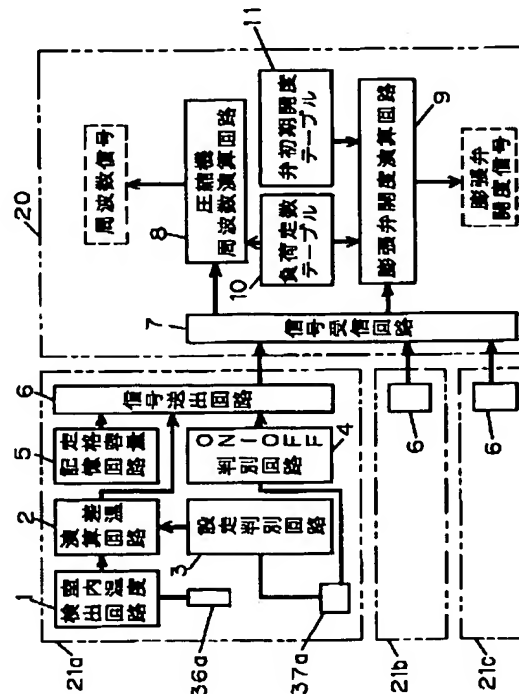 20
周波数信号
8
圧縮機
周波数演算回路
11
弁初期開度
テーブル
10
負荷定数
テーブル
膨張弁開度演算回路
9
膨張弁
開度信号
7
信号受信回路
6
信号送出回路
5
定格容量
記憶回路
ON-OFF
判別回路
4
2
差温
演算回路
設定判別回路
3
1
室内温度
検出回路
36a
37a
21a
6
21b
6
21c